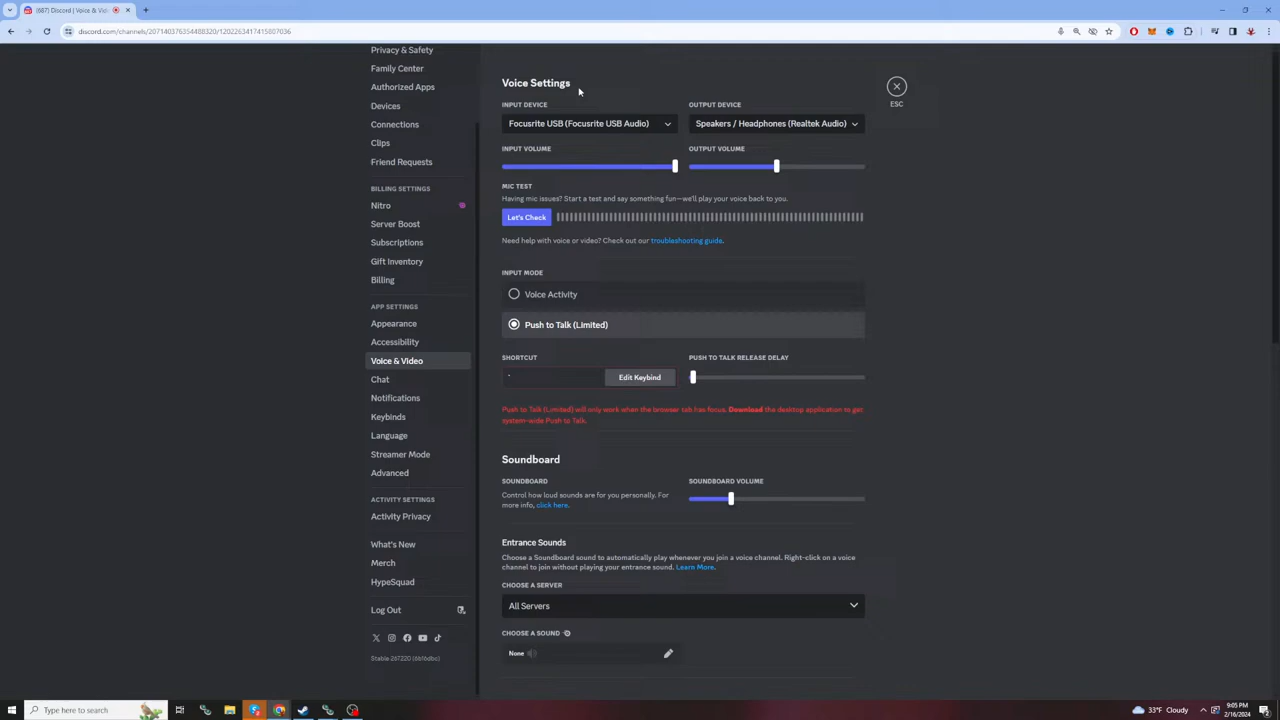 (687) Discord | Voice & Vide
discord.com/channels/207140376354488320/1202263417415807036
Privacy & Safety
Family Center
Authorized Apps
Devices
Connections
Clips
Friend Requests
BILLING SETTINGS
Nitro
Server Boost
Subscriptions
Gift Inventory
Billing
APP SETTINGS
Appearance
Accessibility
Voice & Video
Chat
Notifications
Keybinds
Language
Streamer Mode
Advanced
ACTIVITY SETTINGS
Activity Privacy
What's New
Merch
HypeSquad
Log Out
Stable 267220 (6b16dbc)
Voice Settings
ESC
INPUT DEVICE
OUTPUT DEVICE
Focusrite USB (Focusrite USB Audio)
Speakers / Headphones (Realtek Audio)
INPUT VOLUME
OUTPUT VOLUME
MIC TEST
Having mic issues? Start a test and say something fun—we'll play your voice back to you.
Let's Check
Need help with voice or video? Check out our troubleshooting guide.
INPUT MODE
Voice Activity
Push to Talk (Limited)
SHORTCUT
PUSH TO TALK RELEASE DELAY
Edit Keybind
Push to Talk (Limited) will only work when the browser tab has focus. Download the desktop application to get
system-wide Push to Talk.
Soundboard
SOUNDBOARD
SOUNDBOARD VOLUME
Control how loud sounds are for you personally. For
more info, click here.
Entrance Sounds
Choose a Soundboard sound to automatically play whenever you join a voice channel. Right-click on a voice
channel to join without playing your entrance sound. Learn More.
CHOOSE A SERVER
All Servers
CHOOSE A SOUND
None
Type here to search
33°F Cloudy
9:05 PM
2/16/2024